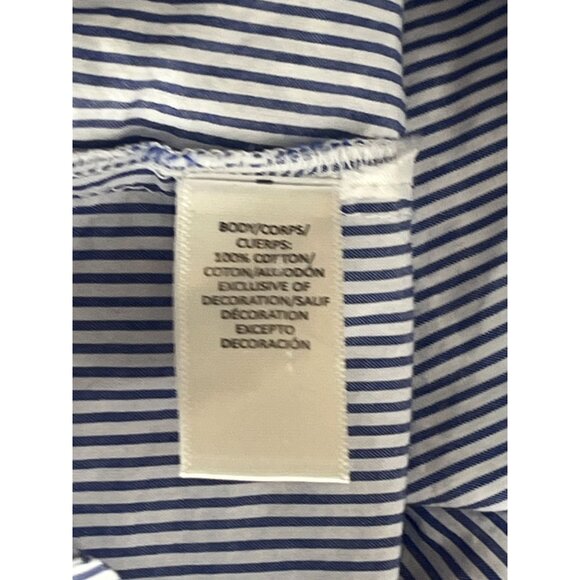 BODY/CORPS/
CUERPS:
100% COTTON/
COTON/ALGODÓN
EXCLUSIVE OF
DECORATION/SAUF
DÉCORATION
EXCEPTO
DECORACIÓN